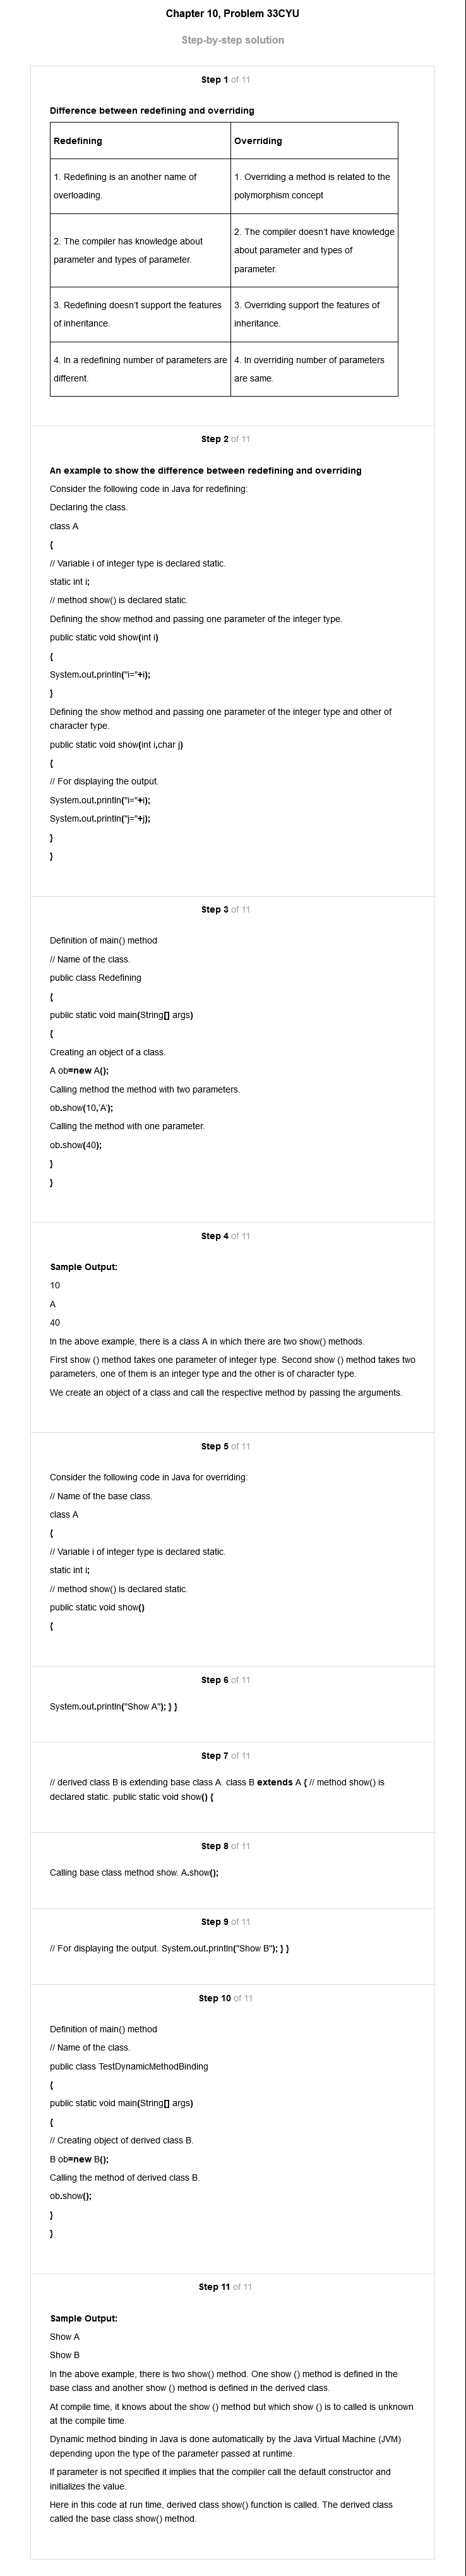 Chapter 10, Problem 33CYU
Step-by-step solution
Step 1 of 11
Difference between redefining and overriding
Redefining
Overriding
1. Redefining is an another name of
overloading.
1. Overriding a method is related to the
polymorphism concept
2. The compiler has knowledge about
parameter and types of parameter.
2. The compiler doesn't have knowledge
about parameter and types of
parameter.
3. Redefining doesn't support the features
of inheritance.
3. Overriding support the features of
inheritance.
4. In a redefining number of parameters are
different.
4. In overriding number of parameters
are same.
Step 2 of 11
An example to show the difference between redefining and overriding
Consider the following code in Java for redefining:
Declaring the class.
class A
{
// Variable i of integer type is declared static.
static int i;
// method show() is declared static.
Defining the show method and passing one parameter of the integer type.
public static void show(int i)
{
System.out.println("i="+i);
}
Defining the show method and passing one parameter of the integer type and other of
character type.
public static void show(int i,char j)
{
// For displaying the output.
System.out.println("i="+i);
System.out.println("j="+j);
}
}
Step 3 of 11
Definition of main() method
// Name of the class.
public class Redefining
{
public static void main(String[] args)
{
Creating an object of a class.
A ob=new A();
Calling method the method with two parameters.
ob.show(10,'A');
Calling the method with one parameter.
ob.show(40);
}
}
Step 4 of 11
Sample Output:
10
A
40
In the above example, there is a class A in which there are two show() methods.
First show () method takes one parameter of integer type. Second show () method takes two
parameters, one of them is an integer type and the other is of character type.
We create an object of a class and call the respective method by passing the arguments.
Step 5 of 11
Consider the following code in Java for overriding:
// Name of the base class.
class A
{
// Variable i of integer type is declared static.
static int i;
// method show() is declared static.
public static void show()
{
Step 6 of 11
System.out.println("Show A"); } }
Step 7 of 11
// derived class B is extending base class A. class B extends A { // method show() is
declared static. public static void show() {
Step 8 of 11
Calling base class method show. A.show();
Step 9 of 11
// For displaying the output. System.out.println("Show B"); } }
Step 10 of 11
Definition of main() method
// Name of the class.
public class TestDynamicMethodBinding
{
public static void main(String[] args)
{
// Creating object of derived class B.
B ob=new B();
Calling the method of derived class B.
ob.show();
}
}
Step 11 of 11
Sample Output:
Show A
Show B
In the above example, there is two show() method. One show () method is defined in the
base class and another show () method is defined in the derived class.
At compile time, it knows about the show () method but which show () is to called is unknown
at the compile time.
Dynamic method binding in Java is done automatically by the Java Virtual Machine (JVM)
depending upon the type of the parameter passed at runtime.
If parameter is not specified it implies that the compiler call the default constructor and
initializes the value.
Here in this code at run time, derived class show() function is called. The derived class
called the base class show() method.